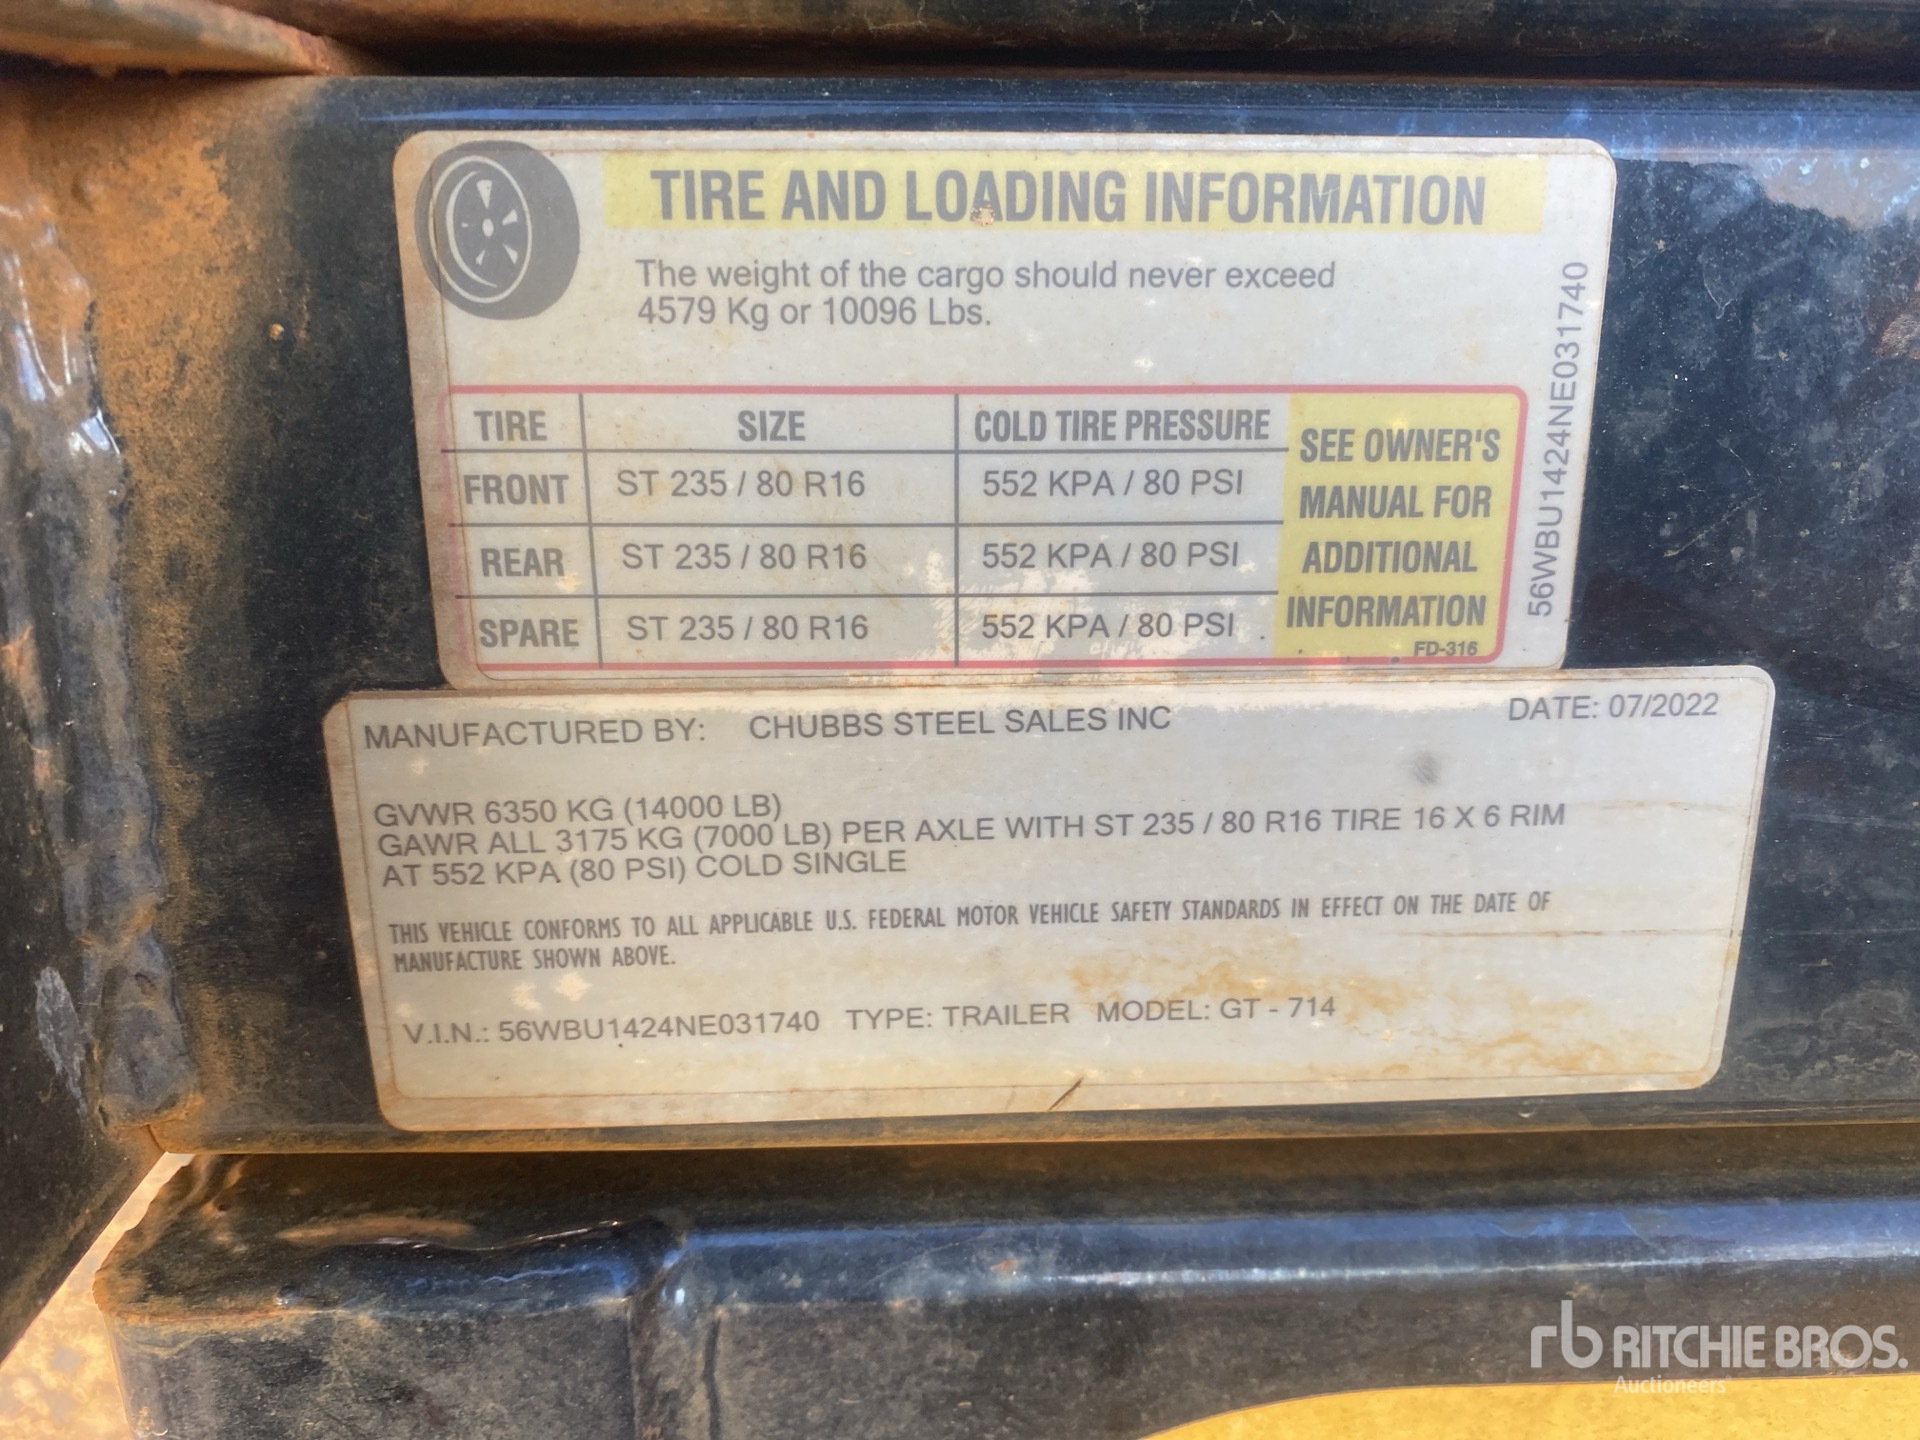 TIRE AND LOADING INFORMATION
The weight of the cargo should never exceed
4579 Kg or 10096 Lbs.
TIRE SIZE COLD TIRE PRESSURE
FRONT ST 235 / 80 R16 552 KPA / 80 PSI
REAR ST 235 / 80 R16 552 KPA / 80 PSI
SPARE ST 235 / 80 R16 552 KPA / 80 PSI
SEE OWNER'S
MANUAL FOR
ADDITIONAL
INFORMATION
FD-316
56WBU1424NE031740
MANUFACTURED BY: CHUBBS STEEL SALES INC DATE: 07/2022
GVWR 6350 KG (14000 LB)
GAWR ALL 3175 KG (7000 LB) PER AXLE WITH ST 235 / 80 R16 TIRE 16 X 6 RIM
AT 552 KPA (80 PSI) COLD SINGLE
THIS VEHICLE CONFORMS TO ALL APPLICABLE U.S. FEDERAL MOTOR VEHICLE SAFETY STANDARDS IN EFFECT ON THE DATE OF
MANUFACTURE SHOWN ABOVE.
V.I.N.: 56WBU1424NE031740 TYPE: TRAILER MODEL: GT - 714
rb RITCHIE BROS.
Auctioneers